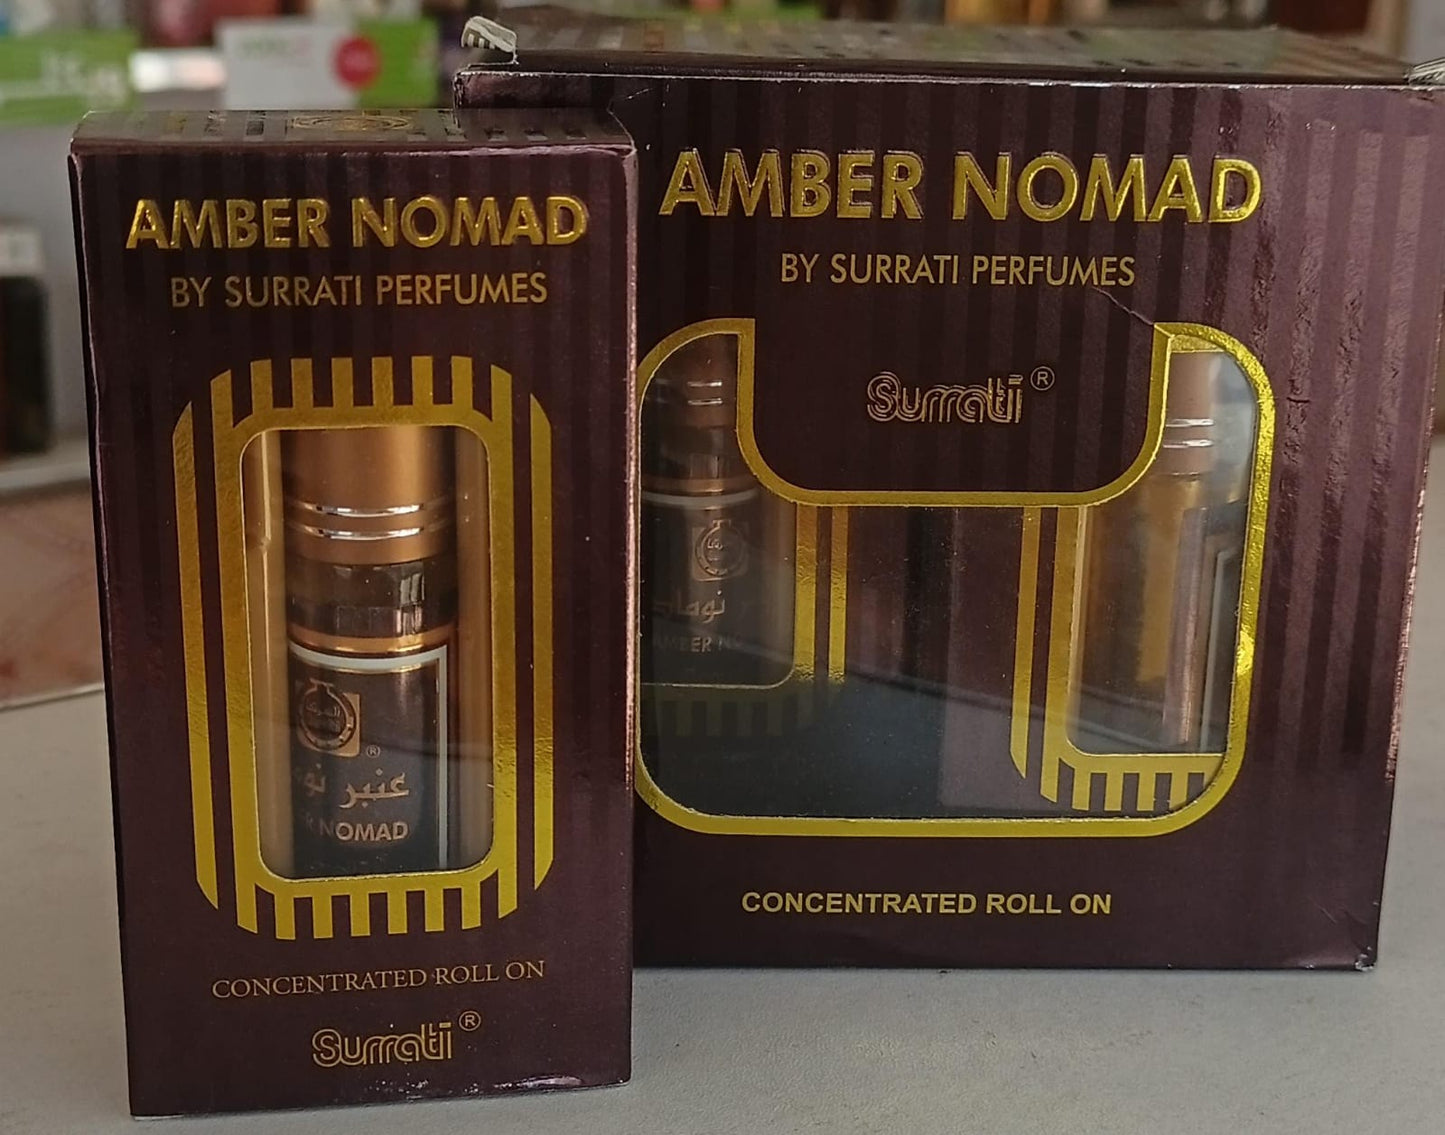 AMBER NOMAD
BY SURRATI PERFUMES
®
عنبر نو
R NOMAD
CONCENTRATED ROLL ON
Surrati®
AMBER NOMAD
BY SURRATI PERFUMES
Surrati®
نوماد
AMBER NO
CONCENTRATED ROLL ON